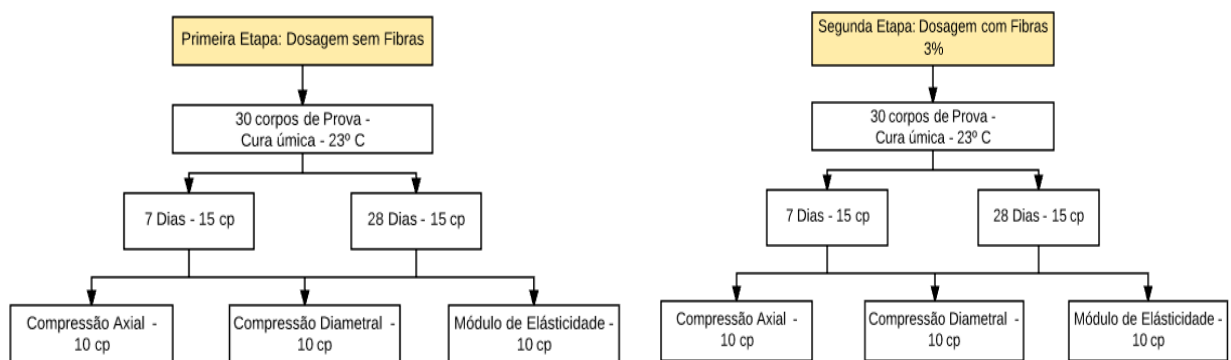 Primeira Etapa: Dosagem sem Fibras
30 corpos de Prova -
Cura úmica - 23º C
7 Dias - 15 cp
28 Dias - 15 cp
Compressão Axial -
10 cp
Compressão Diametral -
10 cp
Módulo de Elásticidade -
10 cp
Segunda Etapa: Dosagem com Fibras
3%
30 corpos de Prova -
Cura úmica - 23º C
7 Dias - 15 cp
28 Dias - 15 cp
Compressão Axial -
10 cp
Compressão Diametral -
10 cp
Módulo de Elásticidade -
10 cp